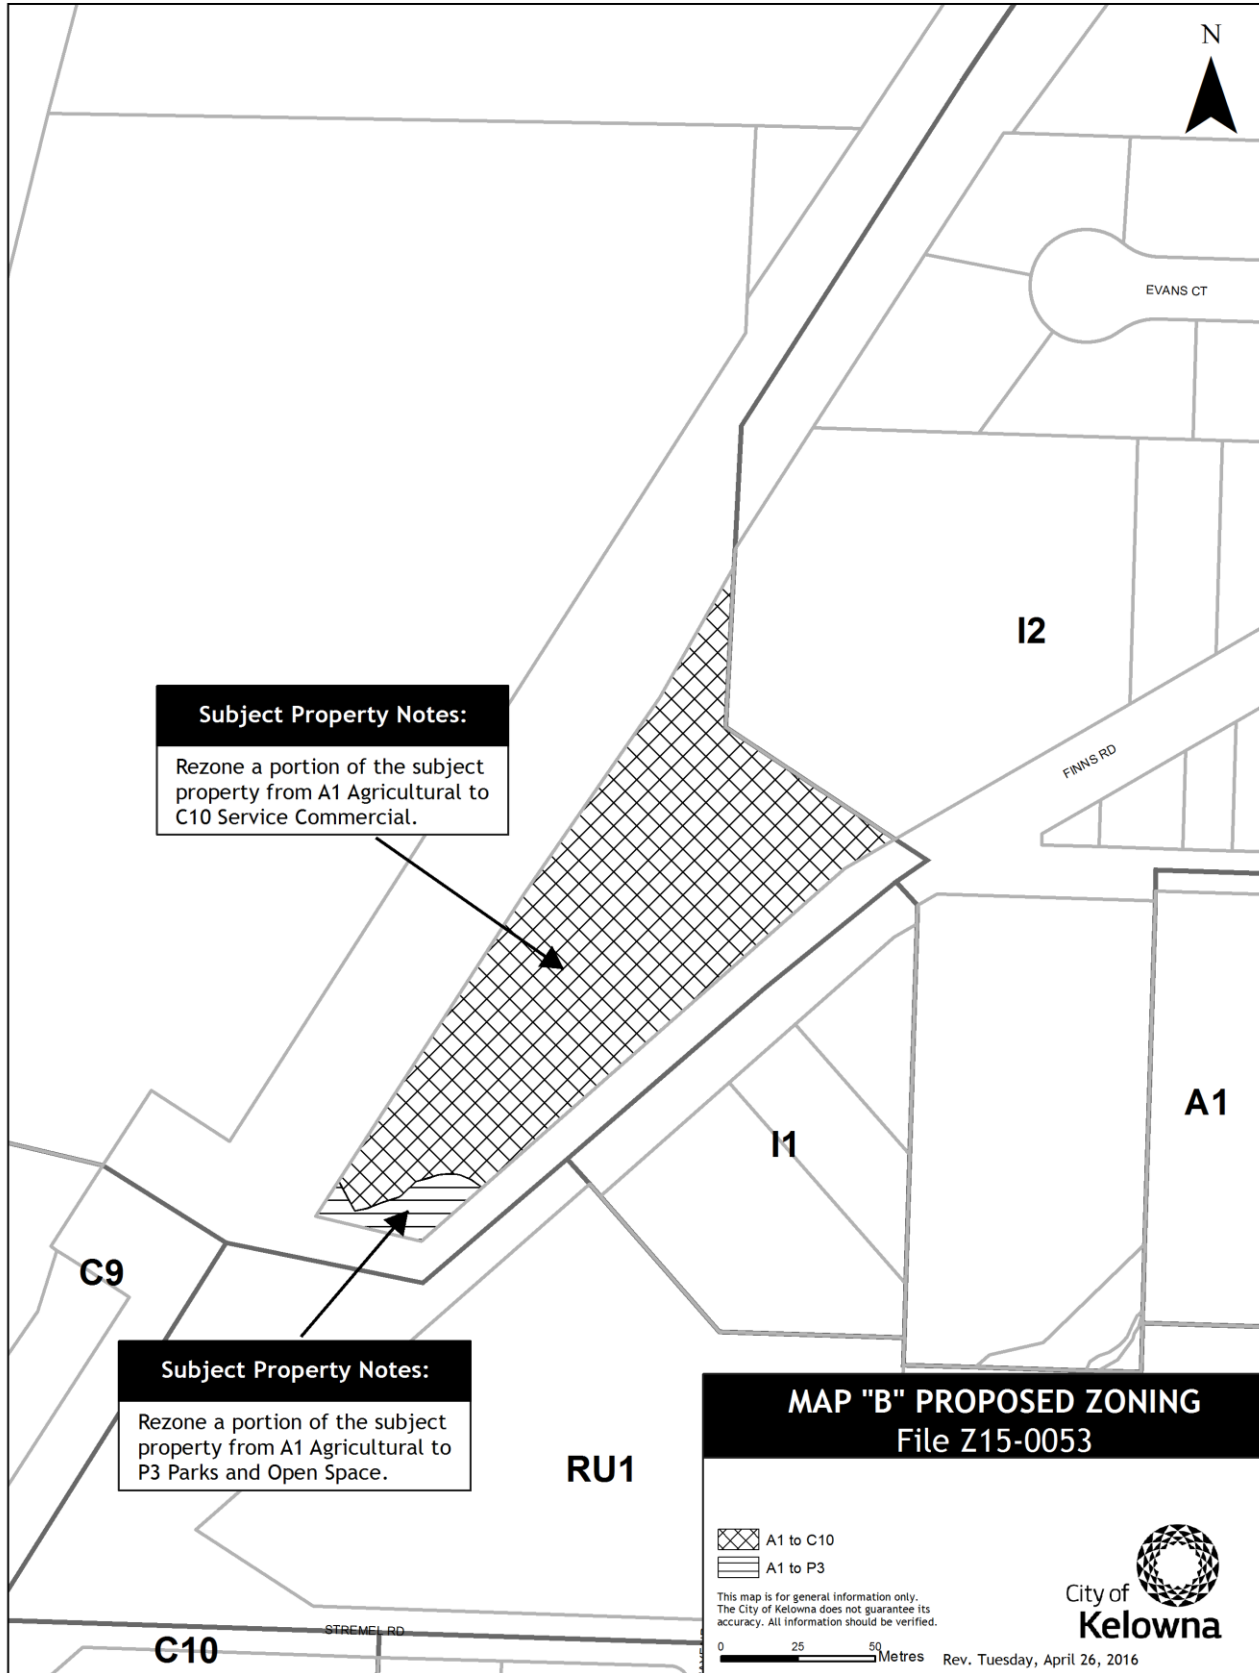 N
EVANS CT
I2
FINNS RD
Subject Property Notes:
Rezone a portion of the subject
property from A1 Agricultural to
C10 Service Commercial.
A1
I1
C9
Subject Property Notes:
Rezone a portion of the subject
property from A1 Agricultural to
P3 Parks and Open Space.
RU1
STREMEL RD
C10
MAP "B" PROPOSED ZONING
File Z15-0053
A1 to C10
A1 to P3
This map is for general information only.
The City of Kelowna does not guarantee its
accuracy. All information should be verified.
0 25 50 Metres
City of
Kelowna
Rev. Tuesday, April 26, 2016